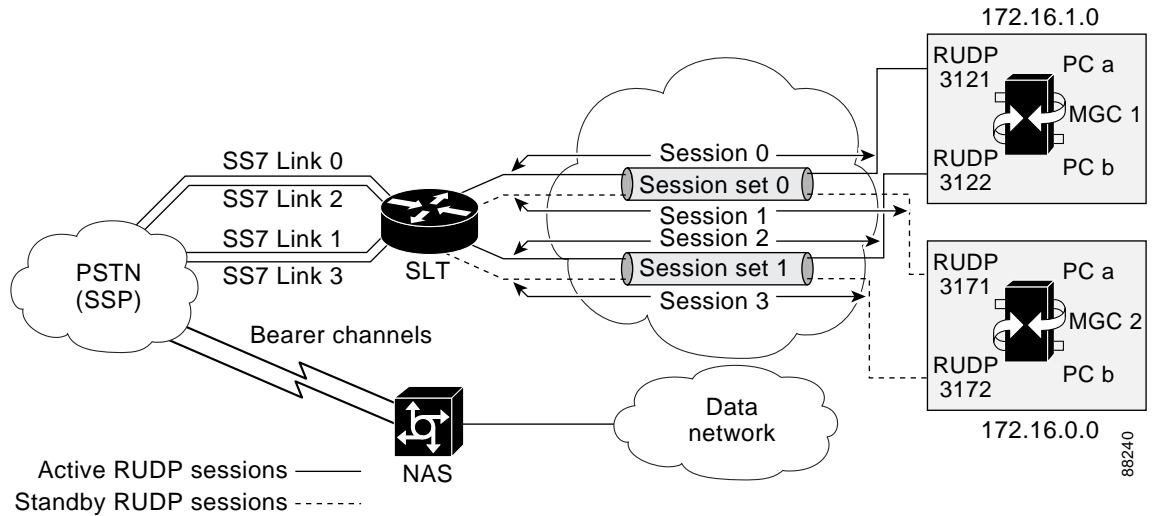 172.16.1.0
RUDP
3121
PC a
MGC 1
RUDP
3122
PC b
SS7 Link 0
SS7 Link 2
SS7 Link 1
SS7 Link 3
SLT
PSTN
(SSP)
Session 0
Session set 0
Session 1
Session 2
Session set 1
Session 3
RUDP
3171
PC a
MGC 2
RUDP
3172
PC b
172.16.0.0
Bearer channels
NAS
Data
network
Active RUDP sessions
Standby RUDP sessions
88240